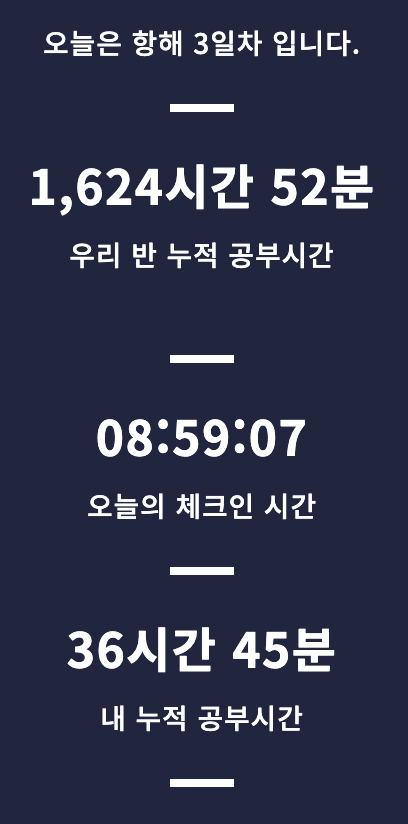 오늘은 항해 3일차 입니다.
1,624시간 52분
우리 반 누적 공부시간
08:59:07
오늘의 체크인 시간
36시간 45분
내 누적 공부시간